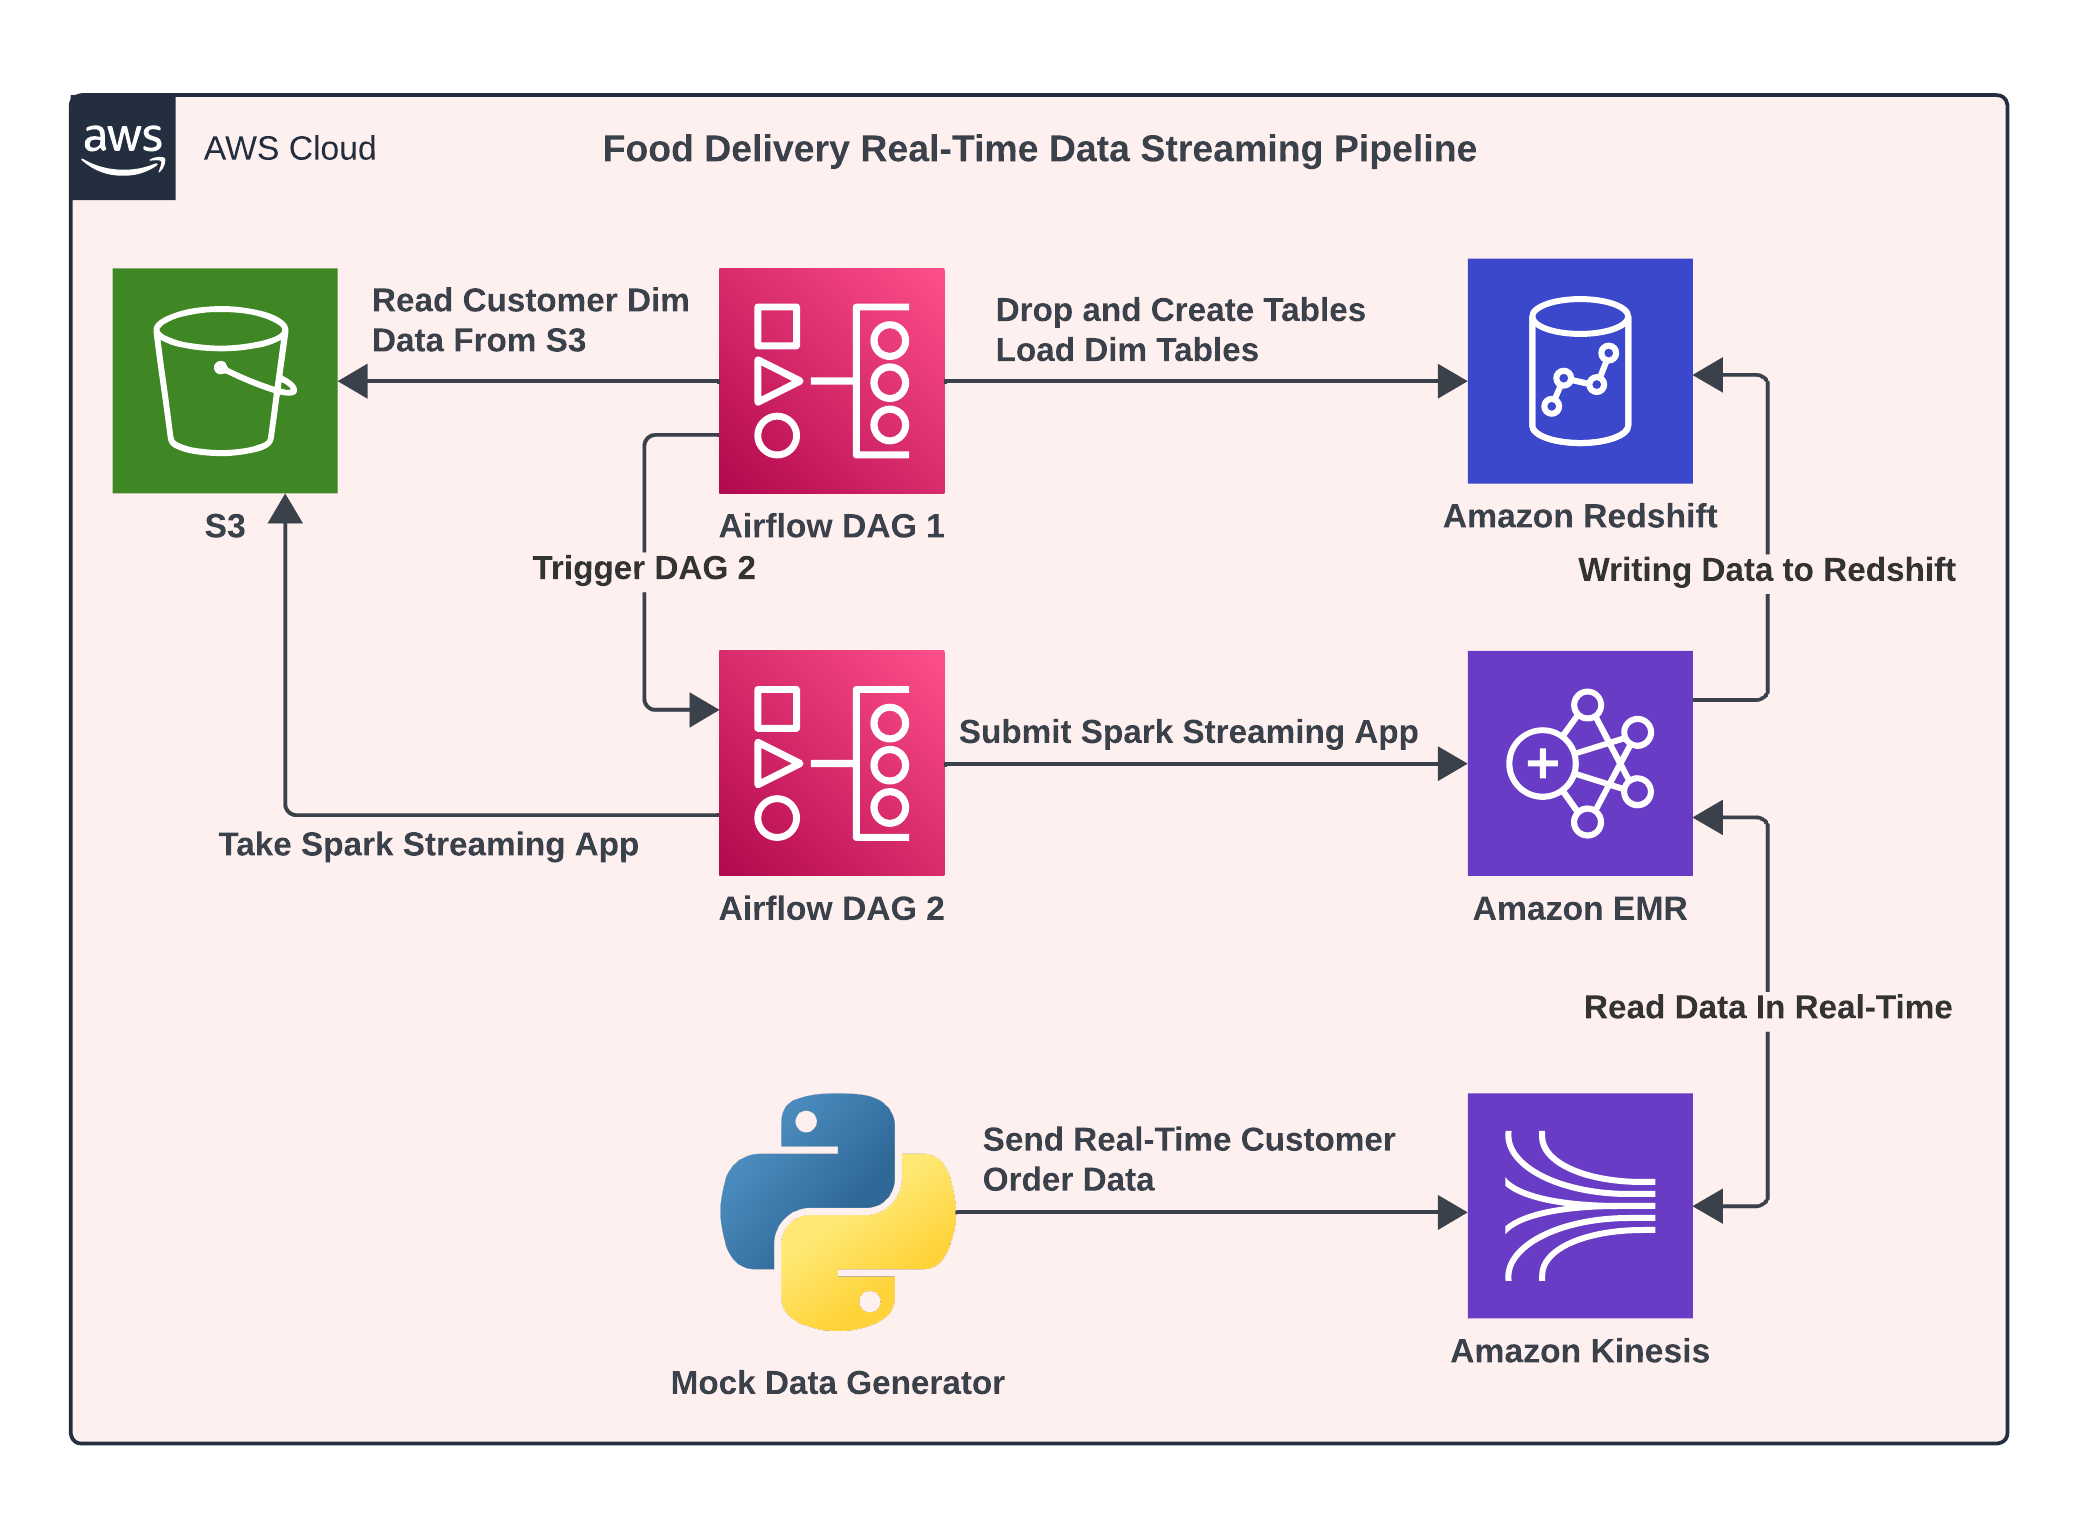 aws
AWS Cloud
Food Delivery Real-Time Data Streaming Pipeline
Read Customer Dim
Data From S3
Drop and Create Tables
Load Dim Tables
S3
Airflow DAG 1
Amazon Redshift
Trigger DAG 2
Writing Data to Redshift
Submit Spark Streaming App
Take Spark Streaming App
Airflow DAG 2
Amazon EMR
Read Data In Real-Time
Send Real-Time Customer
Order Data
Amazon Kinesis
Mock Data Generator